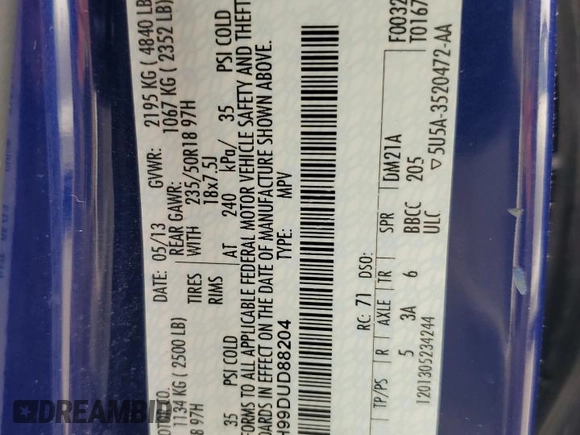 DATE: 05/13 GVWR: 2195 KG ( 4840 LB
REAR GAWR: 1067 KG ( 2352 LB)
1134 KG ( 2500 LB) WITH 235/50R18 97H
TIRES
18 97H RIMS 18x7.5J
35 PSI COLD AT 240 kPa/ 35 PSI COLD
FORMS TO ALL APPLICABLE FEDERAL MOTOR VEHICLE SAFETY AND THEFT
DARDS IN EFFECT ON THE DATE OF MANUFACTURE SHOWN ABOVE.
H99DUD88204 TYPE: MPV
F0032
T0167
RC: 71 DSO:
TP/PS R AXLE TR SPR DM21A
5 3A 6 BBCC 205
ULC
1201305234244 ▽5U5A-3520472-AA
DEALERS CLUB